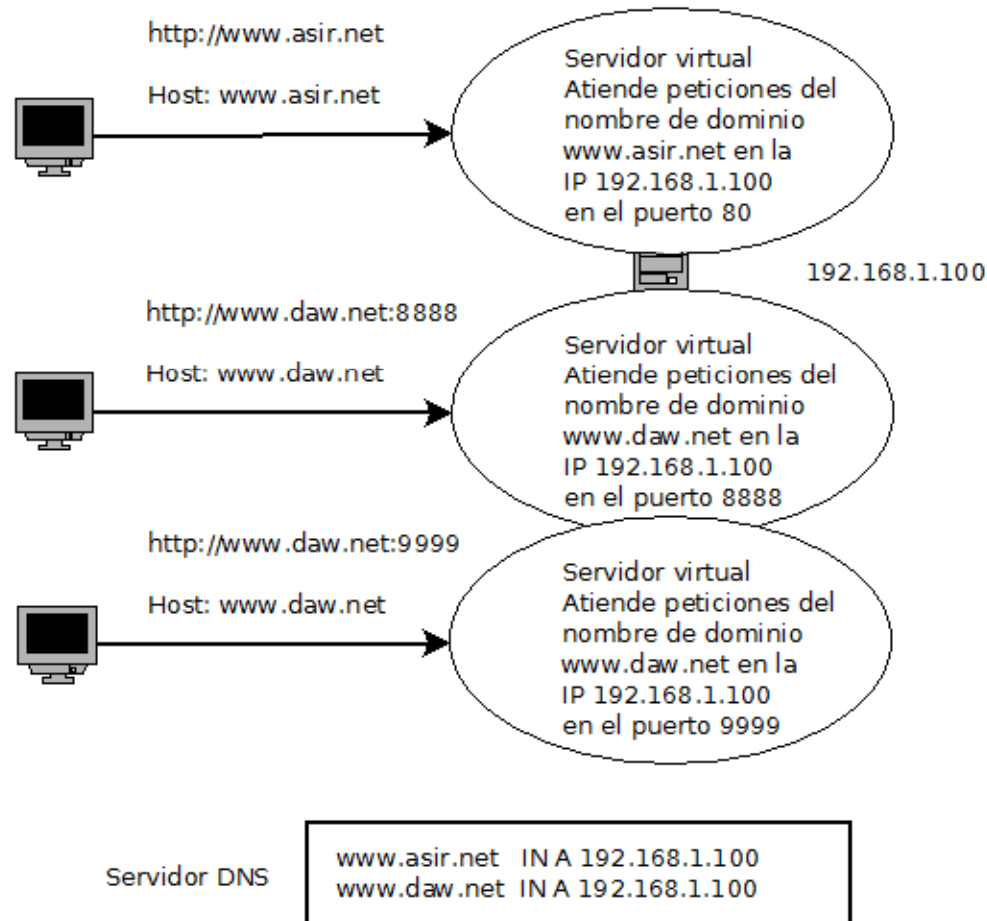 http://www.asir.net
Host: www.asir.net
Servidor virtual
Atiende peticiones del
nombre de dominio
www.asir.net en la
IP 192.168.1.100
en el puerto 80
192.168.1.100
http://www.daw.net:8888
Host: www.daw.net
Servidor virtual
Atiende peticiones del
nombre de dominio
www.daw.net en la
IP 192.168.1.100
en el puerto 8888
http://www.daw.net:9999
Host: www.daw.net
Servidor virtual
Atiende peticiones del
nombre de dominio
www.daw.net en la
IP 192.168.1.100
en el puerto 9999
Servidor DNS
www.asir.net IN A 192.168.1.100
www.daw.net IN A 192.168.1.100